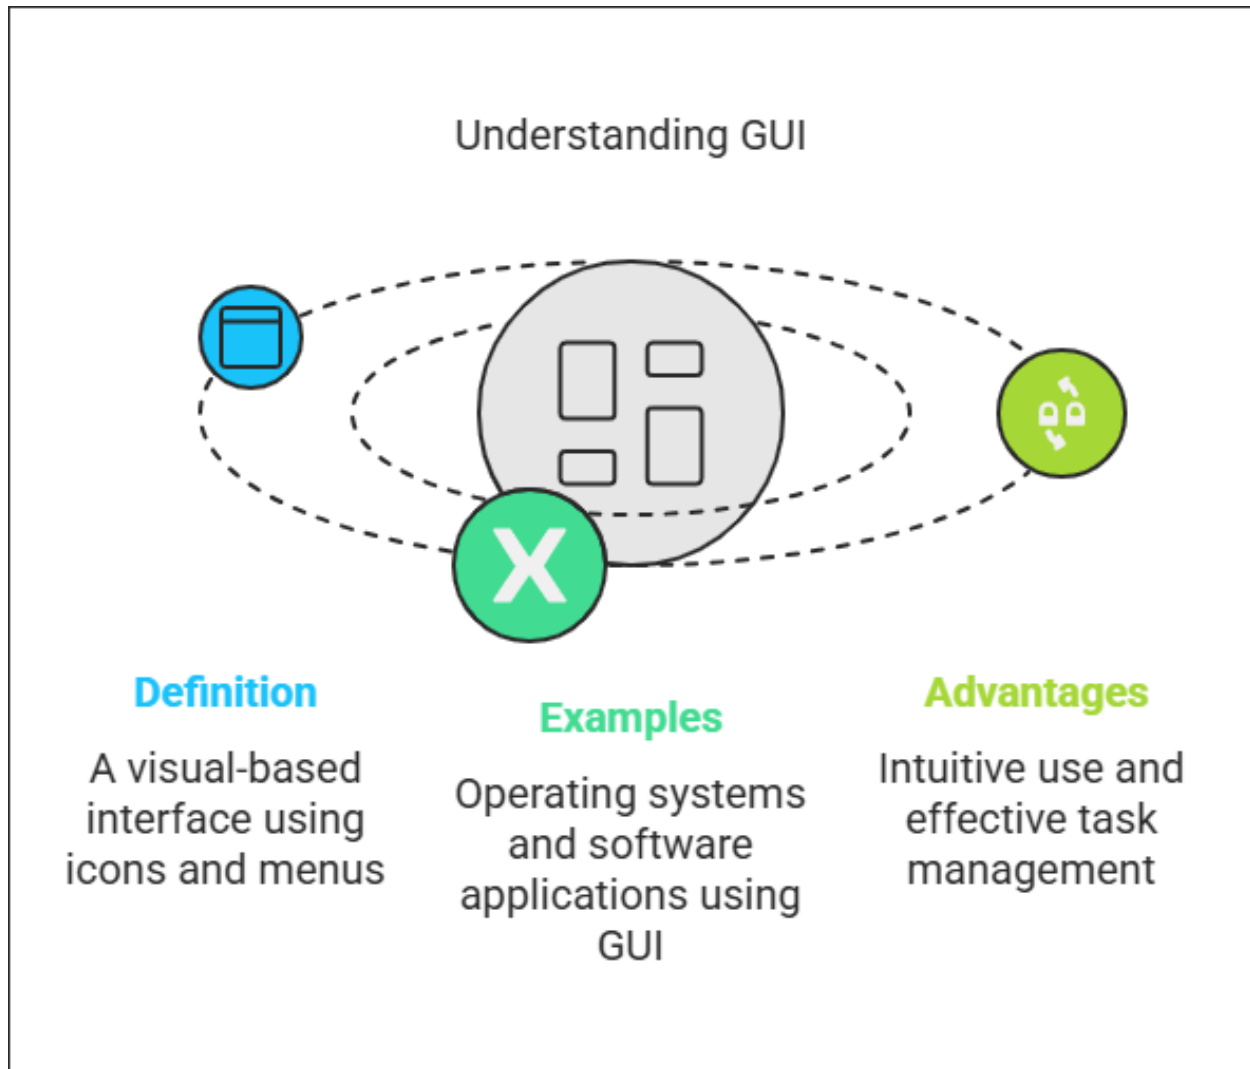 Understanding GUI
X
Definition
A visual-based
interface using
icons and menus
Examples
Operating systems
and software
applications using
GUI
Advantages
Intuitive use and
effective task
management